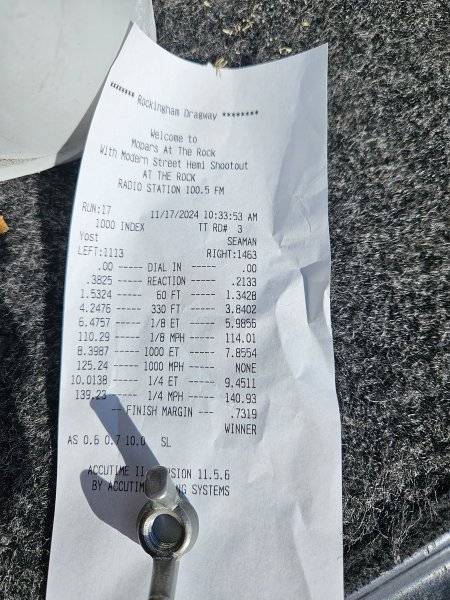 ******* Rockingham Dragway ********
Welcome to
Mopars At The Rock
With Modern Street Hemi Shootout
AT THE ROCK
RADIO STATION 100.5 FM
RUN:17 11/17/2024 10:33:53 AM
1000 INDEX TT RD# 3
Yost SEAMAN
LEFT:1113 RIGHT:1463
.00 ----- DIAL IN ----- .00
.3825 ----- REACTION ----- .2133
1.5324 ----- 60 FT ----- 1.3428
4.2476 ----- 330 FT ----- 3.8402
6.4757 ----- 1/8 ET ----- 5.9856
110.29 ----- 1/8 MPH ----- 114.01
8.3987 ----- 1000 ET ----- 7.8554
125.24 ----- 1000 MPH ----- NONE
10.0138 ----- 1/4 ET ----- 9.4511
139.23 ----- 1/4 MPH ----- 140.93
-- FINISH MARGIN --- .7319
WINNER
AS 0.6 0.7 10.0 SL
ACCUTIME 11.5.6
BY SYSTEMS